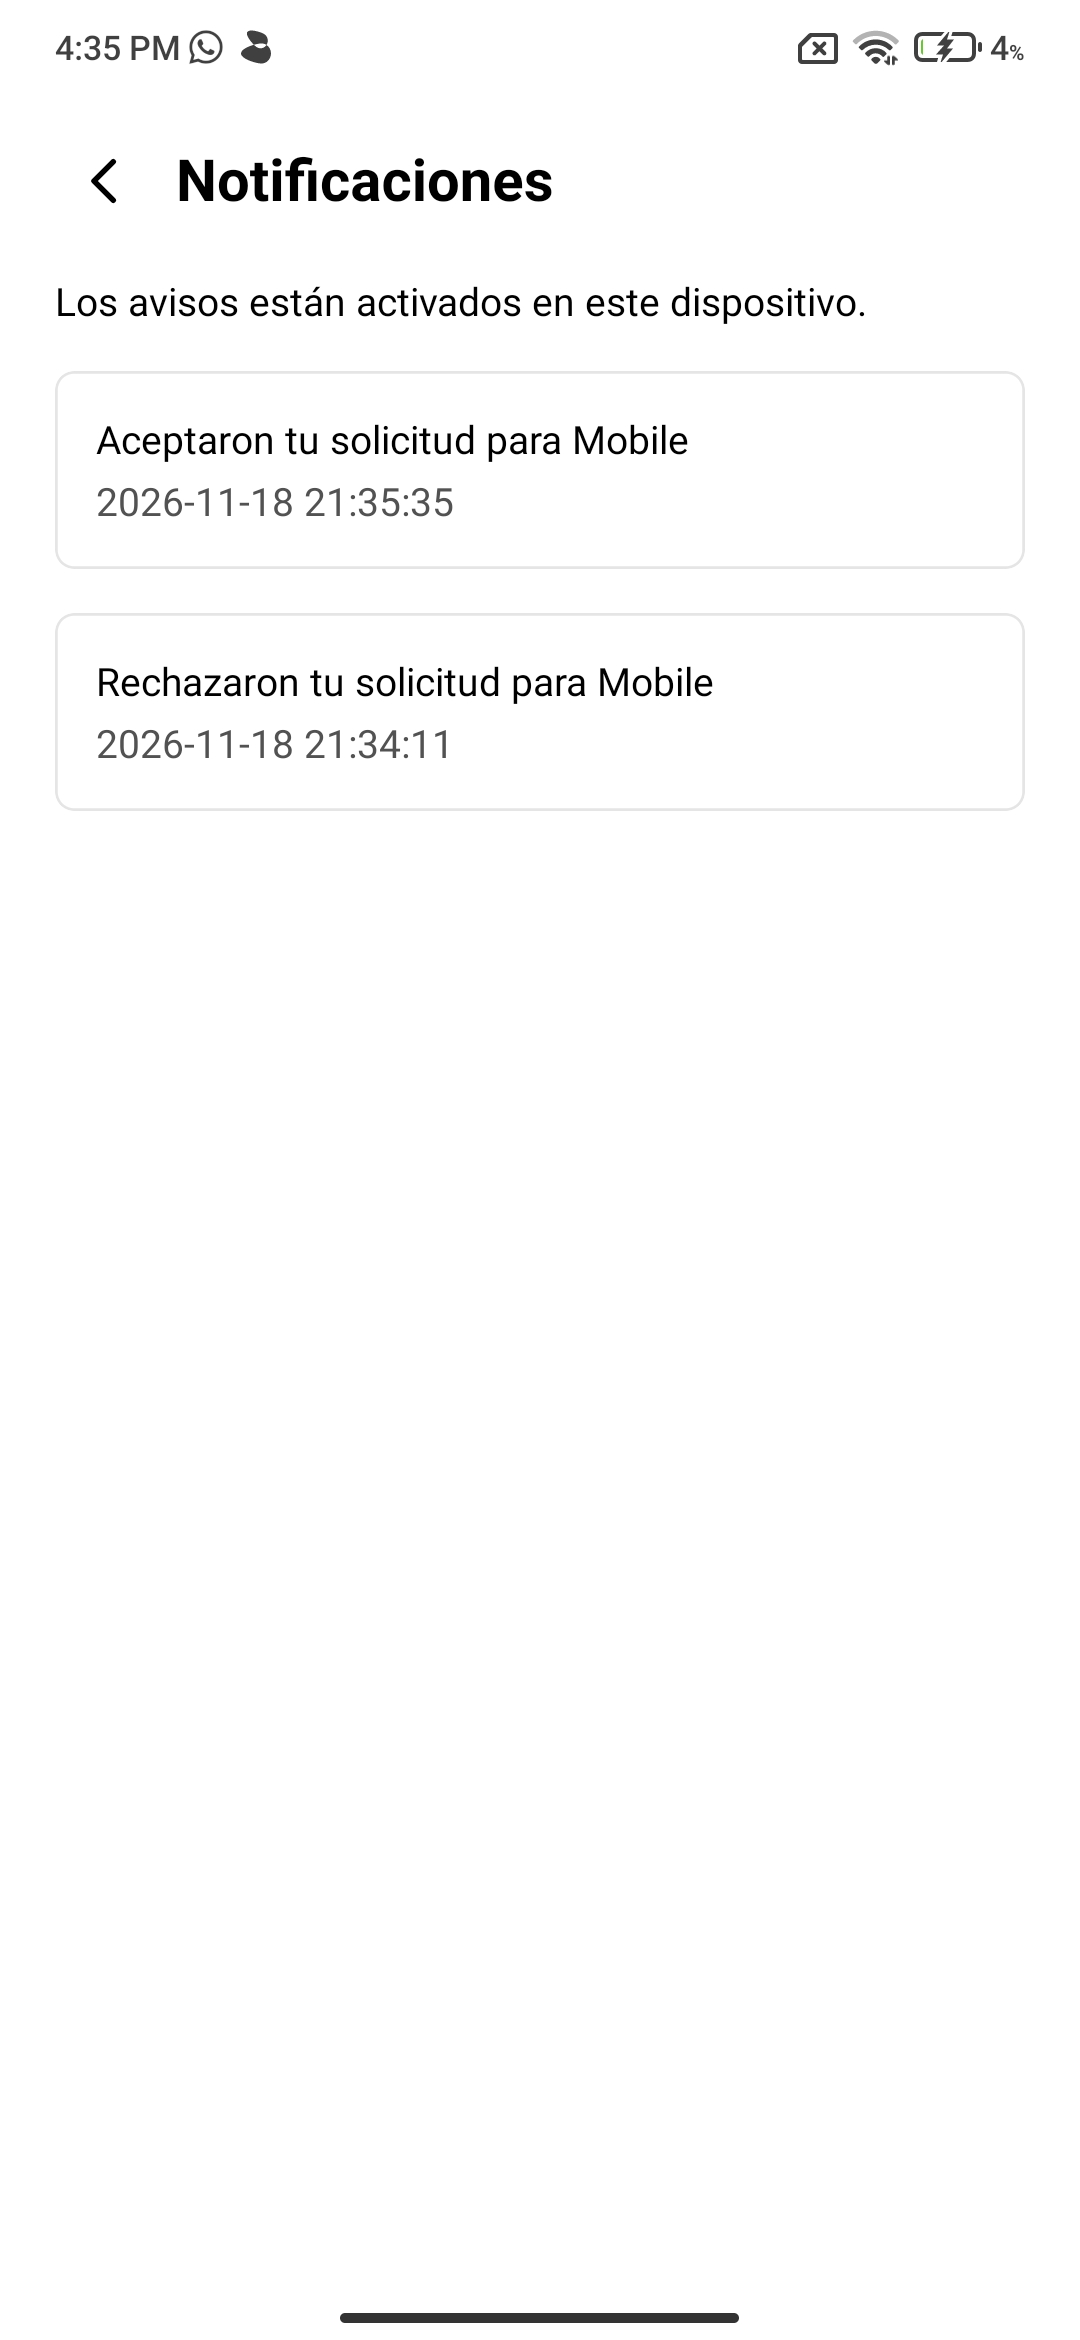 4:35 PM
4%
Notificaciones
Los avisos están activados en este dispositivo.
Aceptaron tu solicitud para Mobile
2026-11-18 21:35:35
Rechazaron tu solicitud para Mobile
2026-11-18 21:34:11